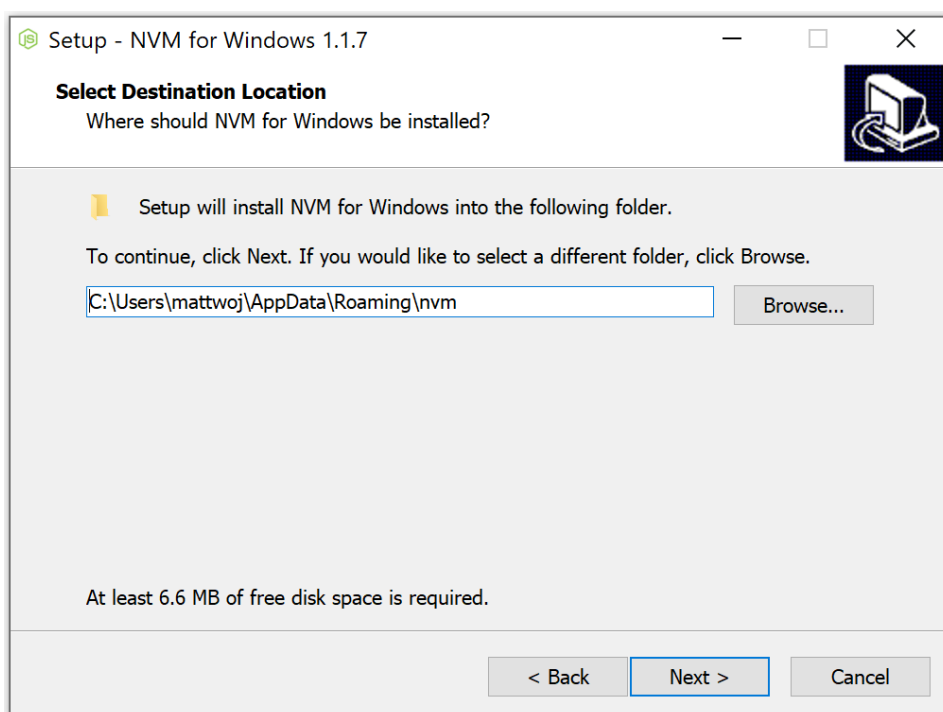 Setup - NVM for Windows 1.1.7
Select Destination Location
Where should NVM for Windows be installed?
Setup will install NVM for Windows into the following folder.
To continue, click Next. If you would like to select a different folder, click Browse.
C:\Users\mattwoj\AppData\Roaming\nvm
Browse...
At least 6.6 MB of free disk space is required.
< Back
Next >
Cancel